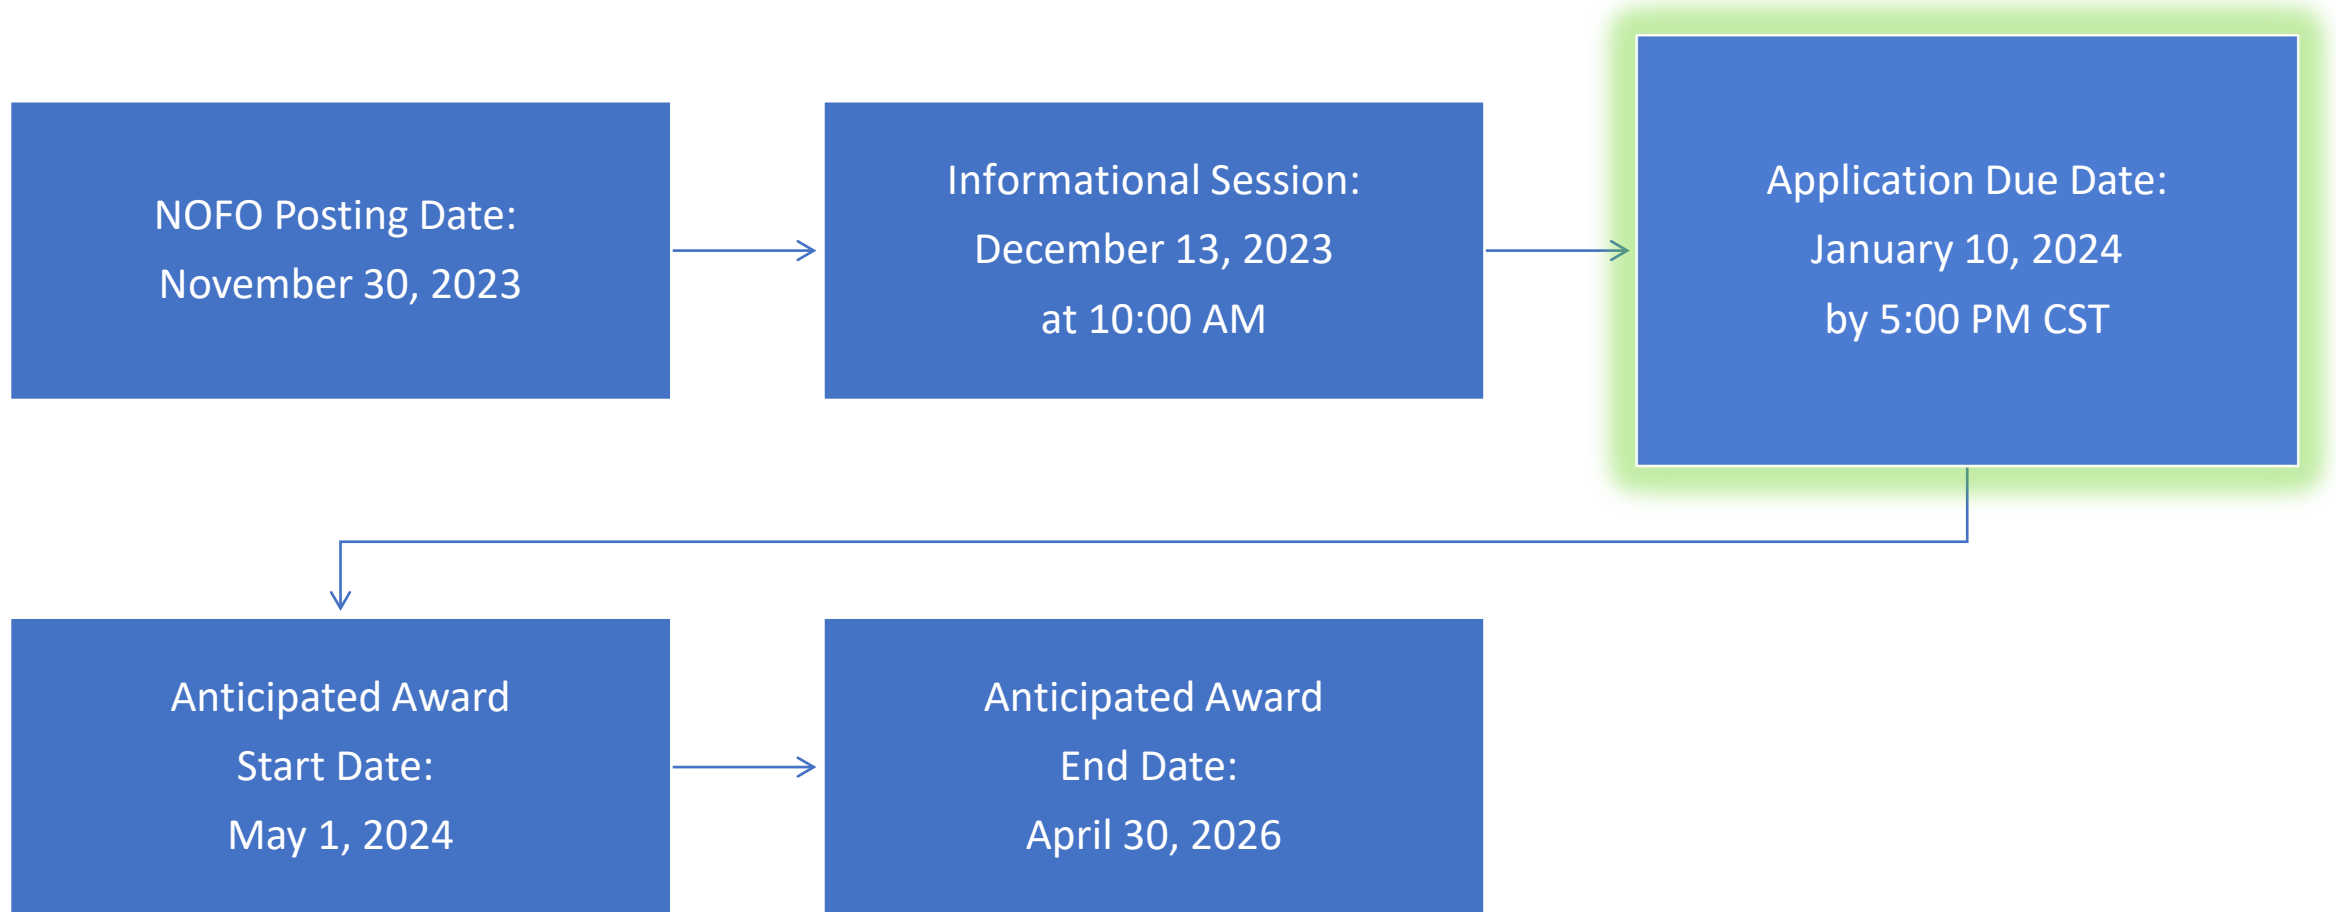 NOFO Posting Date:
November 30, 2023
Informational Session:
December 13, 2023
at 10:00 AM
Application Due Date:
January 10, 2024
by 5:00 PM CST
Anticipated Award
Start Date:
May 1, 2024
Anticipated Award
End Date:
April 30, 2026